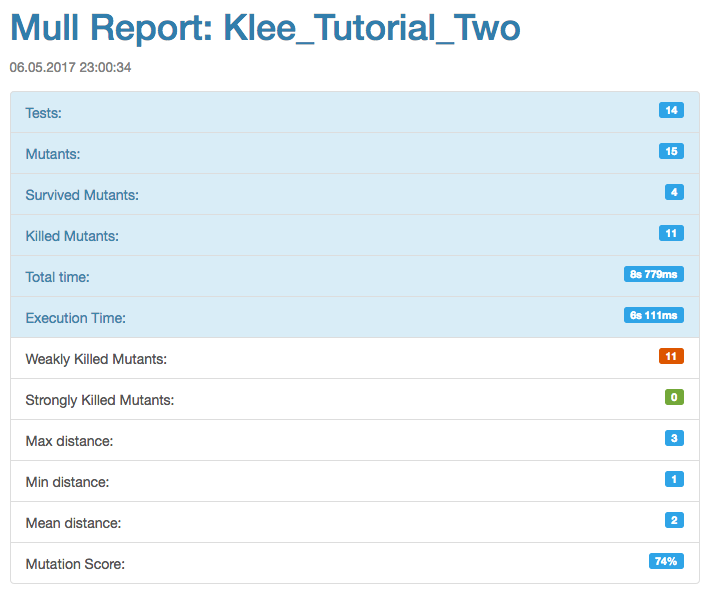 Mull Report: Klee_Tutorial_Two
06.05.2017 23:00:34
Tests: 14
Mutants: 15
Survived Mutants: 4
Killed Mutants: 11
Total time: 8s 779ms
Execution Time: 6s 111ms
Weakly Killed Mutants: 11
Strongly Killed Mutants: 0
Max distance: 3
Min distance: 1
Mean distance: 2
Mutation Score: 74%